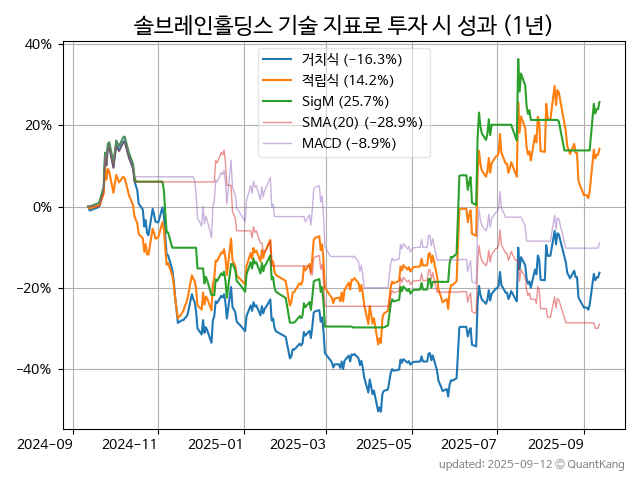 솔브레인홀딩스 기술 지표로 투자 시 성과 (1년)
40%
20%
0%
−20%
−40%
거치식 (−16.3%)
적립식 (14.2%)
SigM (25.7%)
SMA(20) (−28.9%)
MACD (−8.9%)
2024-09
2024-11
2025-01
2025-03
2025-05
2025-07
2025-09
updated: 2025-09-12 © QuantKang